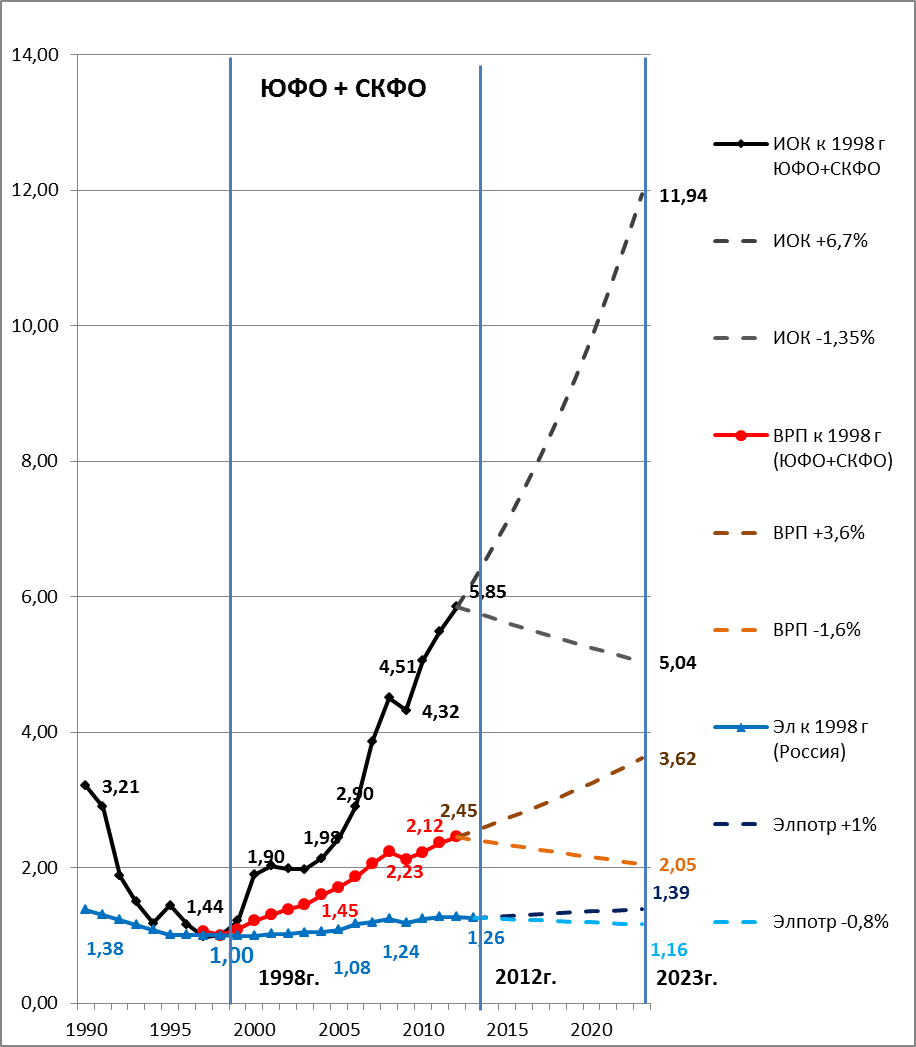 14,00
ЮФО + СКФО
12,00
11,94
10,00
8,00
6,00
5,85
5,04
4,51
4,32
4,00
3,62
3,21
2,90
2,45
2,12
2,23
2,05
2,00
1,98
1,90
1,44
1,45
1,39
1,38
1,00
1,08
1,24
1,26
1,16
0,00
1998г.
2012г.
2023г.
1990
1995
2000
2005
2010
2015
2020
ИОК к 1998 г
ЮФО+СКФО
ИОК +6,7%
ИОК -1,35%
ВРП к 1998 г
(ЮФО+СКФО)
ВРП +3,6%
ВРП -1,6%
Эл к 1998 г
(Россия)
Элпотр +1%
Элпотр -0,8%